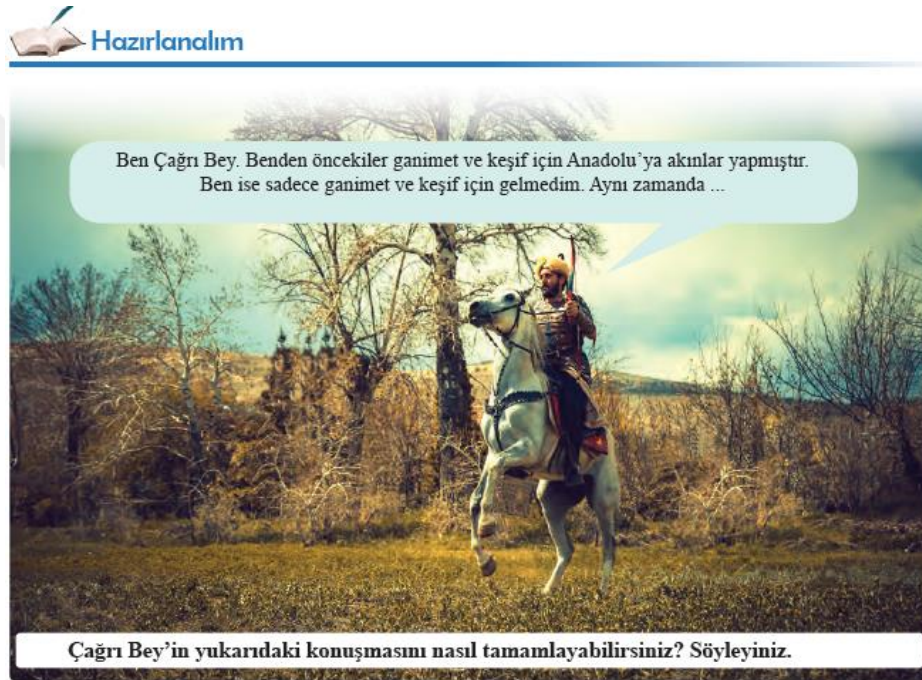 Hazırlanalım
Ben Çağrı Bey. Benden öncekiler ganimet ve keşif için Anadolu'ya akınlar yapmıştır.
Ben ise sadece ganimet ve keşif için gelmedim. Aynı zamanda ...
Çağrı Bey'in yukarıdaki konuşmasını nasıl tamamlayabilirsiniz? Söyleyiniz.